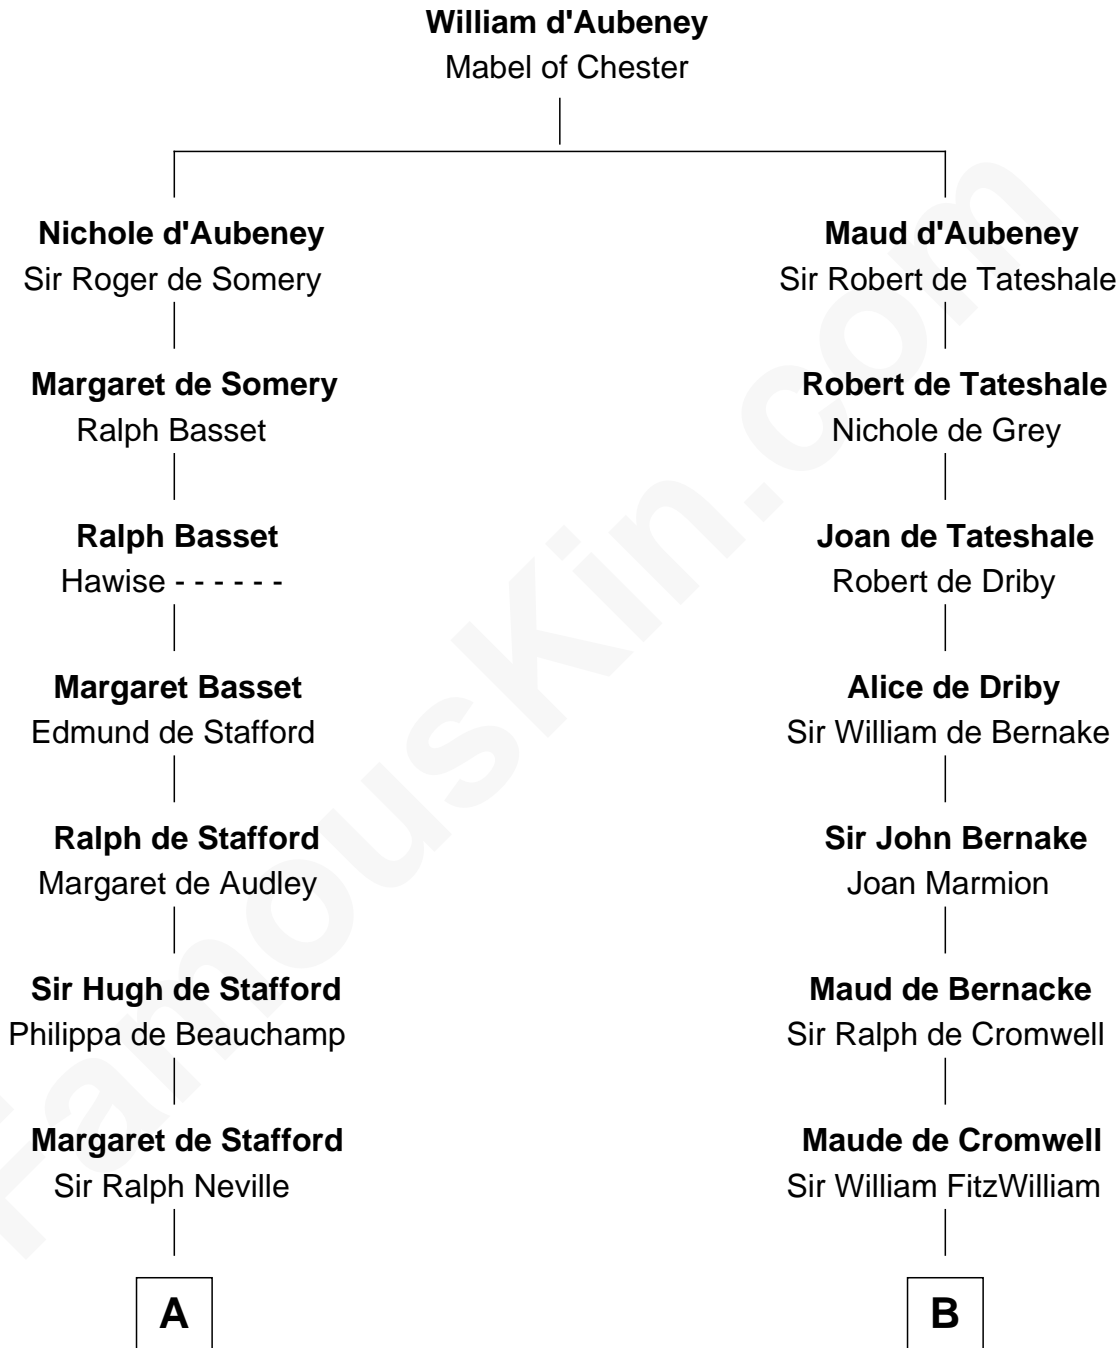 William d'Aubeney
Mabel of Chester
Nichole d'Aubeney
Sir Roger de Somery
Maud d'Aubeney
Sir Robert de Tateshale
Margaret de Somery
Ralph Basset
Robert de Tateshale
Nichole de Grey
Ralph Basset
Hawise - - - - - -
Joan de Tateshale
Robert de Driby
Margaret Basset
Edmund de Stafford
Alice de Driby
Sir William de Bernake
Ralph de Stafford
Margaret de Audley
Sir John Bernake
Joan Marmion
Sir Hugh de Stafford
Philippa de Beauchamp
Maud de Bernacke
Sir Ralph de Cromwell
Margaret de Stafford
Sir Ralph Neville
Maude de Cromwell
Sir William FitzWilliam
A
B
FamousKin.com